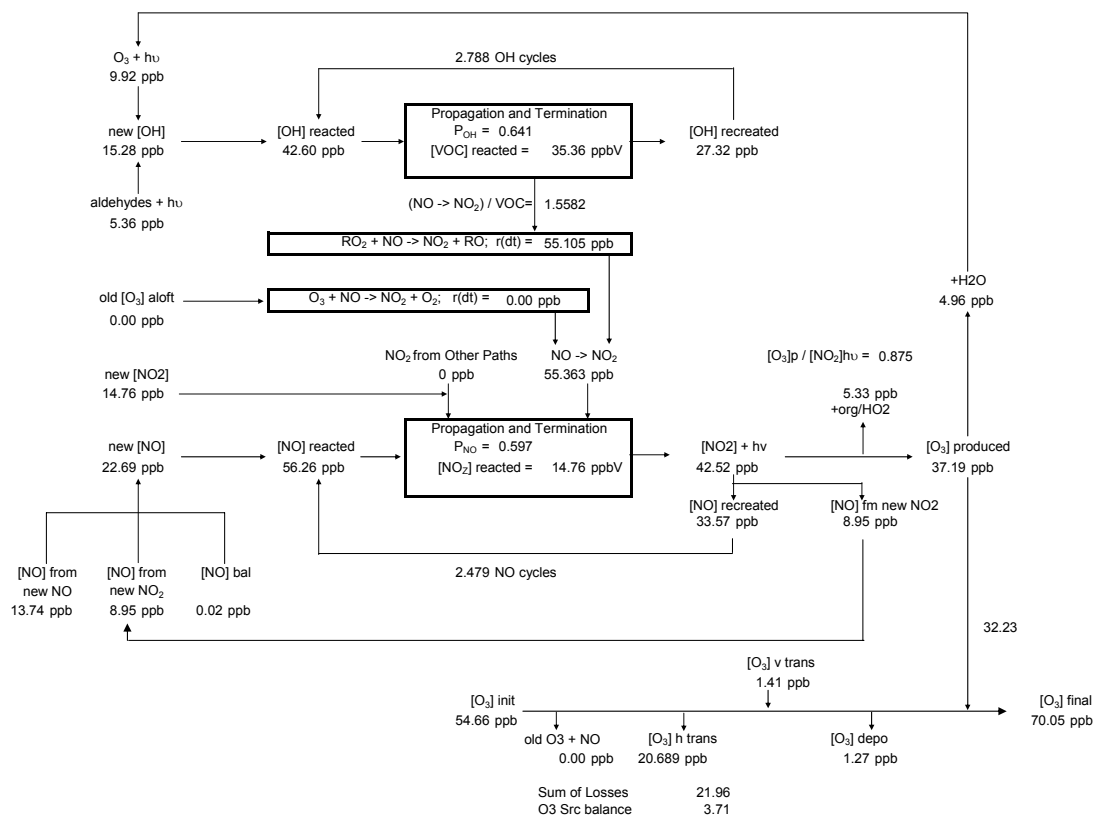 O₃ + hυ
9.92 ppb
2.788 OH cycles
new [OH]
15.28 ppb
[OH] reacted
42.60 ppb
Propagation and Termination
P_OH = 0.641
[VOC] reacted = 35.36 ppbV
[OH] recreated
27.32 ppb
aldehydes + hυ
5.36 ppb
(NO -> NO₂) / VOC= 1.5582
RO₂ + NO -> NO₂ + RO; r(dt) = 55.105 ppb
old [O₃] aloft
0.00 ppb
O₃ + NO -> NO₂ + O₂; r(dt) = 0.00 ppb
+H2O
4.96 ppb
NO₂ from Other Paths
0 ppb
NO -> NO₂
55.363 ppb
[O₃]p / [NO₂]hυ = 0.875
new [NO2]
14.76 ppb
5.33 ppb
+org/HO2
new [NO]
22.69 ppb
[NO] reacted
56.26 ppb
Propagation and Termination
P_NO = 0.597
[NO_Z] reacted = 14.76 ppbV
[NO2] + hv
42.52 ppb
[O₃] produced
37.19 ppb
[NO] recreated
33.57 ppb
[NO] fm new NO2
8.95 ppb
2.479 NO cycles
[NO] from
new NO
13.74 ppb
[NO] from
new NO₂
8.95 ppb
[NO] bal
0.02 ppb
32.23
[O₃] v trans
1.41 ppb
[O₃] init
54.66 ppb
[O₃] final
70.05 ppb
old O3 + NO
0.00 ppb
[O₃] h trans
20.689 ppb
[O₃] depo
1.27 ppb
Sum of Losses 21.96
O3 Src balance 3.71